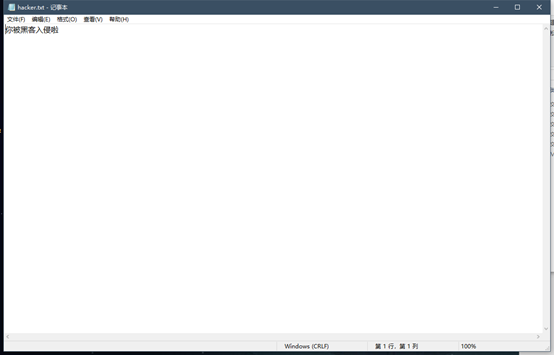 hacker.txt - 记事本
文件(F) 编辑(E) 格式(O) 查看(V) 帮助(H)
你被黑客入侵啦
Windows (CRLF) 第 1 行，第 1 列 100%